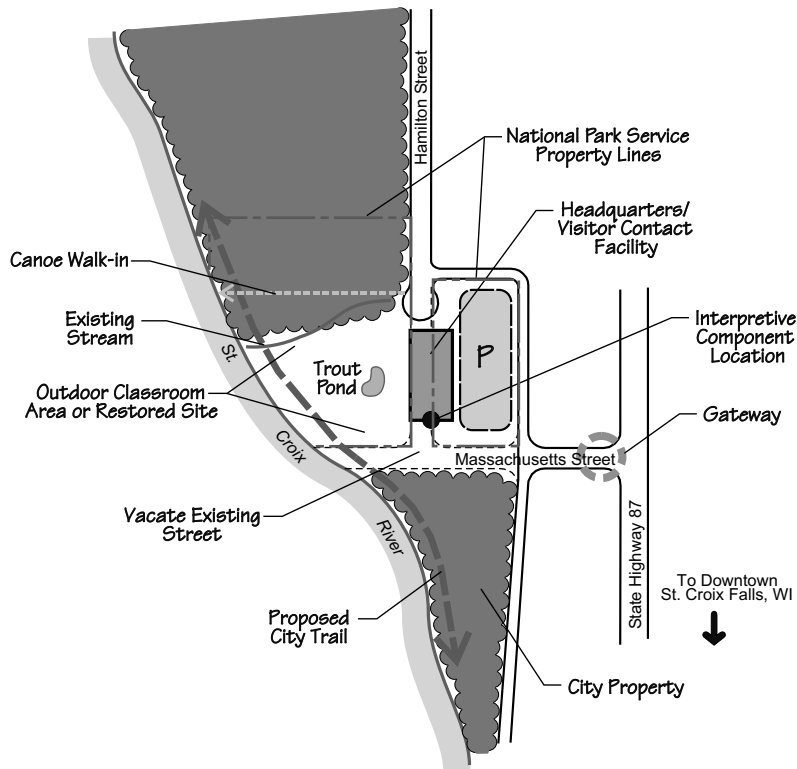 Hamilton Street
National Park Service
Property Lines
Headquarters/
Visitor Contact
Facility
Canoe Walk-in
Existing
Stream
Interpretive
Component
Location
St.
Trout
Pond
P
Outdoor Classroom
Area or Restored Site
Gateway
Croix
Massachusetts Street
Vacate Existing
Street
River
State Highway 87
To Downtown
St. Croix Falls, WI
Proposed
City Trail
City Property